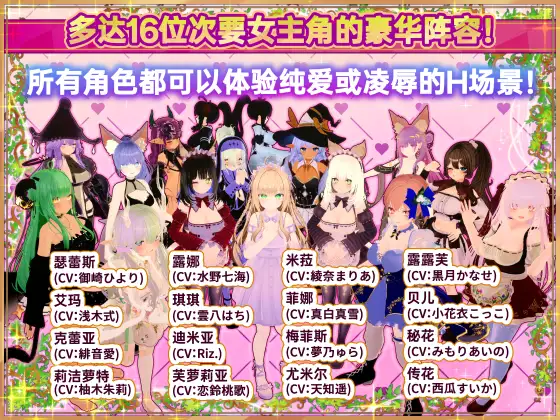 多达16位次要女主角的豪华阵容!
所有角色都可以体验纯爱或凌辱的H场景!
瑟蕾斯
(CV:御崎ひより)
露娜
(CV:水野七海)
米菈
(CV:綾奈まりあ)
露露芙
(CV:黒月かなせ)
艾玛
(CV:浅木式)
琪琪
(CV:雲八はち)
菲娜
(CV:真白真雪)
贝儿
(CV:小花衣こっこ)
克蕾亚
(CV:緋音愛)
迪米亚
(CV:Riz.)
梅菲斯
(CV:夢乃ゅら)
秘花
(CV:みもりあいの)
莉洁萝特
(CV:柚木朱莉)
芙萝莉亚
(CV:恋鈴桃歌)
尤米尔
(CV:天知遥)
传花
(CV:西瓜すいか)